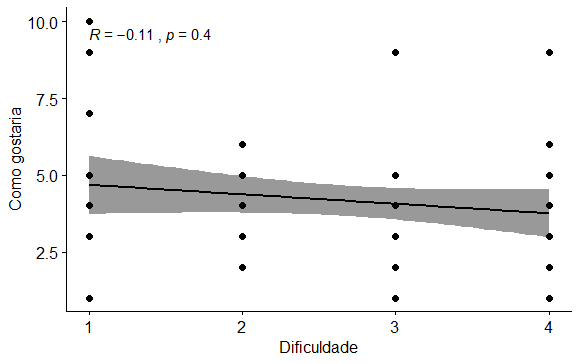 10.0
R = −0.11 , p = 0.4
7.5
Como gostaria
5.0
2.5
1 2 3 4
Dificuldade